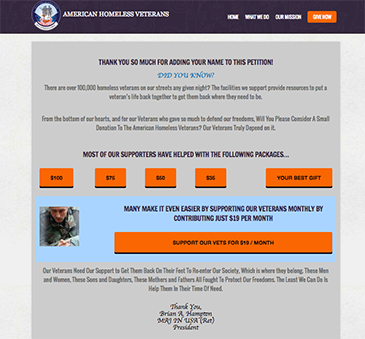 AMERICAN HOMELESS VETERANS
HOME WHAT WE DO OUR MISSION GIVE NOW
THANK YOU SO MUCH FOR ADDING YOUR NAME TO THIS PETITION!
DID YOU KNOW?
There are over 100,000 homeless veterans on our streets any given night? The facilities we support provide resources to put a
veteran's life back together to get them back where they need to be.
From the bottom of our hearts, and for our Veterans who gave so much to defend our freedoms, Will You Please Consider A Small
Donation To The American Homeless Veterans? Our Veterans Truly Depend on it.
MOST OF OUR SUPPORTERS HAVE HELPED WITH THE FOLLOWING PACKAGES...
$100 $75 $50 $35 YOUR BEST GIFT
MANY MAKE IT EVEN EASIER BY SUPPORTING OUR VETERANS MONTHLY BY
CONTRIBUTING JUST $19 PER MONTH
SUPPORT OUR VETS FOR $19 / MONTH
Our Veterans Need Our Support to Get Them Back On Their Feet To Re-enter Our Society, Which is where they belong. These Men
and Women, These Sons and Daughters, These Mothers and Fathers All Fought To Protect Our Freedoms. The Least We Can Do Is
Help Them In Their Time Of Need.
Thank You,
Brian A. Hampton
MAJ IN USA (Ret)
President